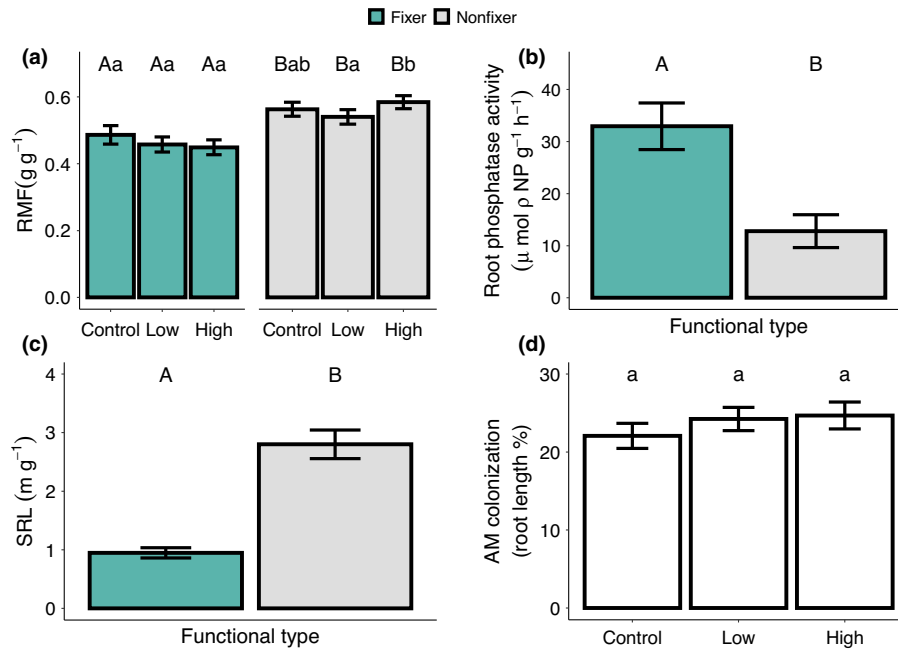 Fixer Nonfixer
(a)
Aa Aa Aa Bab Ba Bb
RMF(g g⁻¹)
0.6
0.4
0.2
0.0
Control Low High Control Low High
(b)
A B
Root phosphatase activity
(μ mol ρ NP g⁻¹ h⁻¹)
40
30
20
10
0
Functional type
(c)
A B
SRL (m g⁻¹)
4
3
2
1
0
Functional type
(d)
a a a
AM colonization
(root length %)
30
20
10
0
Control Low High